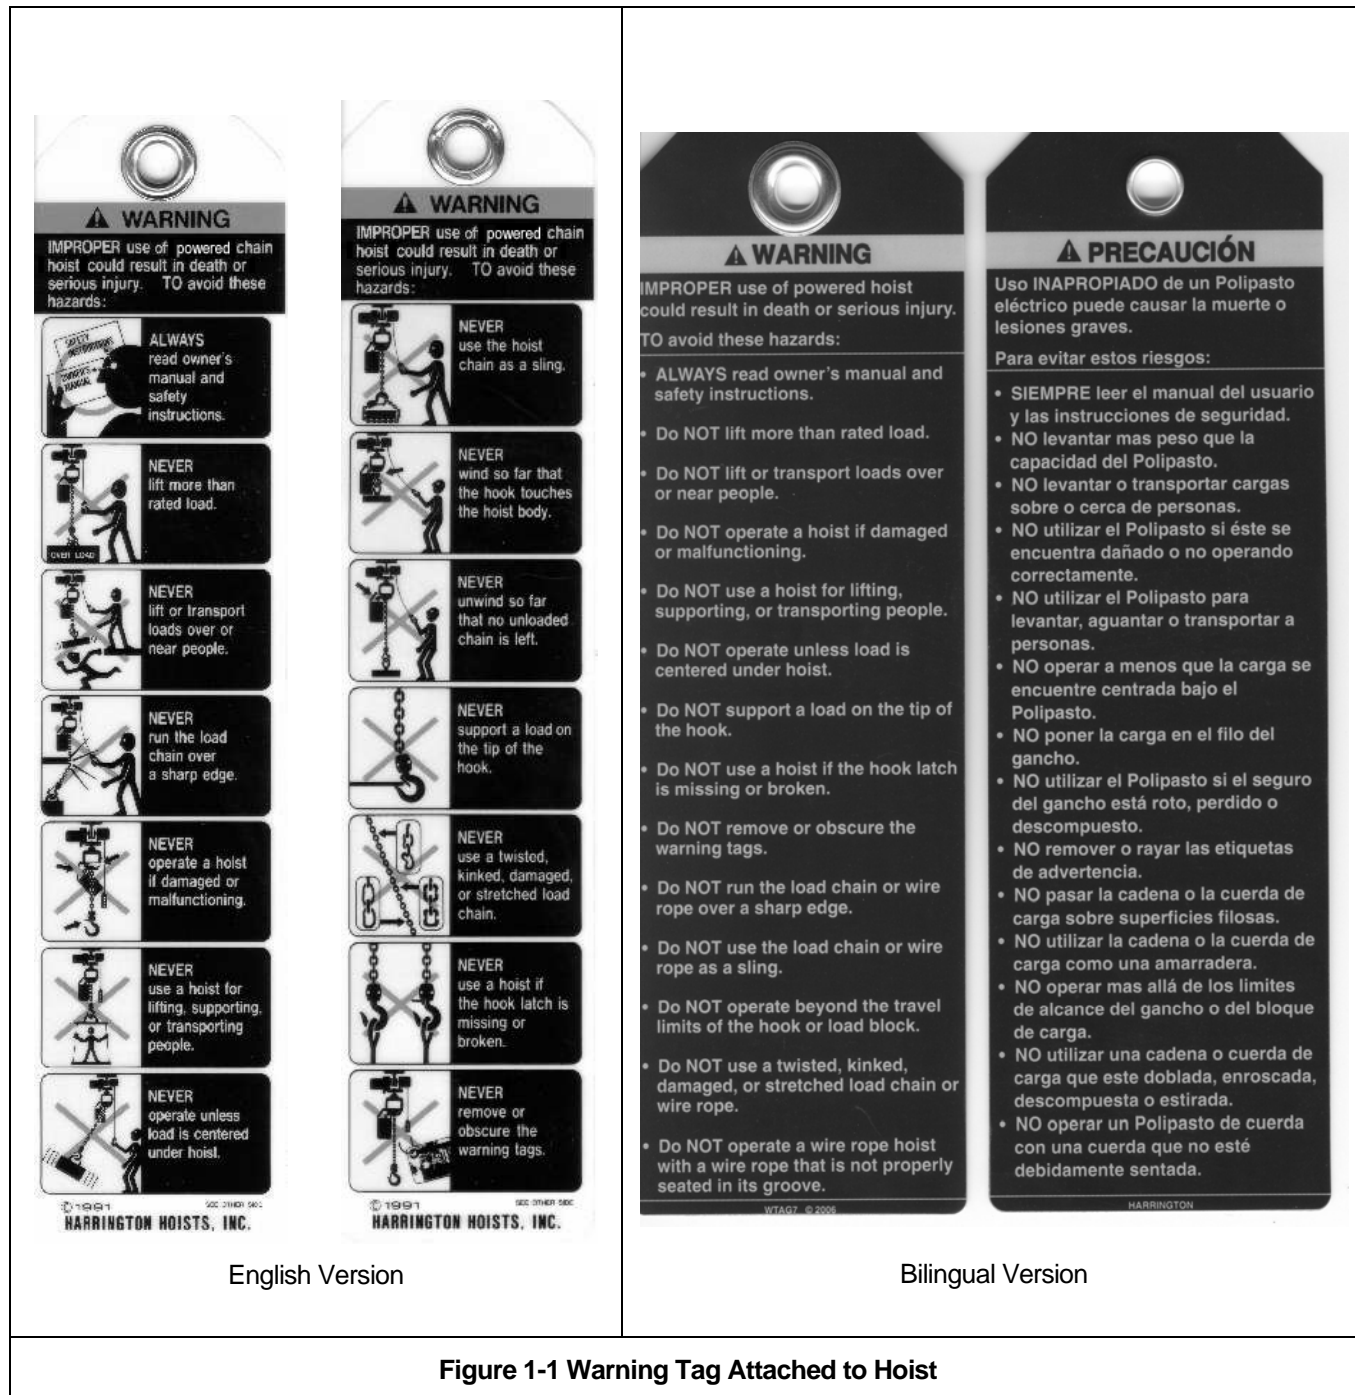 WARNING
IMPROPER use of powered chain
hoist could result in death or
serious injury. TO avoid these
hazards:
SAFETY
INSTRUCTIONS
OWNER'S
MANUAL
ALWAYS
read owner's
manual and
safety
instructions.
NEVER
lift more than
rated load.
OVER LOAD
NEVER
lift or transport
loads over or
near people.
NEVER
run the load
chain over
a sharp edge.
NEVER
operate a hoist
if damaged or
malfunctioning.
NEVER
use a hoist for
lifting, supporting,
or transporting
people.
NEVER
operate unless
load is centered
under hoist.
©1991 SEE OTHER SIDE
HARRINGTON HOISTS, INC.
WARNING
IMPROPER use of powered chain
hoist could result in death or
serious injury. TO avoid these
hazards:
NEVER
use the hoist
chain as a sling.
NEVER
wind so far that
the hook touches
the hoist body.
NEVER
unwind so far
that no unloaded
chain is left.
NEVER
support a load on
the tip of the
hook.
NEVER
use a twisted,
kinked, damaged,
or stretched load
chain.
NEVER
use a hoist if
the hook latch is
missing or
broken.
NEVER
remove or
obscure the
warning tags.
©1991 SEE OTHER SIDE
HARRINGTON HOISTS, INC.
English Version
WARNING
IMPROPER use of powered hoist
could result in death or serious injury.
TO avoid these hazards:
• ALWAYS read owner's manual and
safety instructions.
• Do NOT lift more than rated load.
• Do NOT lift or transport loads over
or near people.
• Do NOT operate a hoist if damaged
or malfunctioning.
• Do NOT use a hoist for lifting,
supporting, or transporting people.
• Do NOT operate unless load is
centered under hoist.
• Do NOT support a load on the tip of
the hook.
• Do NOT use a hoist if the hook latch
is missing or broken.
• Do NOT remove or obscure the
warning tags.
• Do NOT run the load chain or wire
rope over a sharp edge.
• Do NOT use the load chain or wire
rope as a sling.
• Do NOT operate beyond the travel
limits of the hook or load block.
• Do NOT use a twisted, kinked,
damaged, or stretched load chain or
wire rope.
• Do NOT operate a wire rope hoist
with a wire rope that is not properly
seated in its groove.
WTAG7 © 2006
PRECAUCIÓN
Uso INAPROPIADO de un Polipasto
eléctrico puede causar la muerte o
lesiones graves.
Para evitar estos riesgos:
• SIEMPRE leer el manual del usuario
y las instrucciones de seguridad.
• NO levantar mas peso que la
capacidad del Polipasto.
• NO levantar o transportar cargas
sobre o cerca de personas.
• NO utilizar el Polipasto si éste se
encuentra dañado o no operando
correctamente.
• NO utilizar el Polipasto para
levantar, aguantar o transportar a
personas.
• NO operar a menos que la carga se
encuentre centrada bajo el
Polipasto.
• NO poner la carga en el filo del
gancho.
• NO utilizar el Polipasto si el seguro
del gancho está roto, perdido o
descompuesto.
• NO remover o rayar las etiquetas
de advertencia.
• NO pasar la cadena o la cuerda de
carga sobre superficies filosas.
• NO utilizar la cadena o la cuerda de
carga como una amarradera.
• NO operar mas allá de los limites
de alcance del gancho o del bloque
de carga.
• NO utilizar una cadena o cuerda de
carga que este doblada, enroscada,
descompuesta o estirada.
• NO operar un Polipasto de cuerda
con una cuerda que no esté
debidamente sentada.
HARRINGTON
Bilingual Version
Figure 1-1 Warning Tag Attached to Hoist